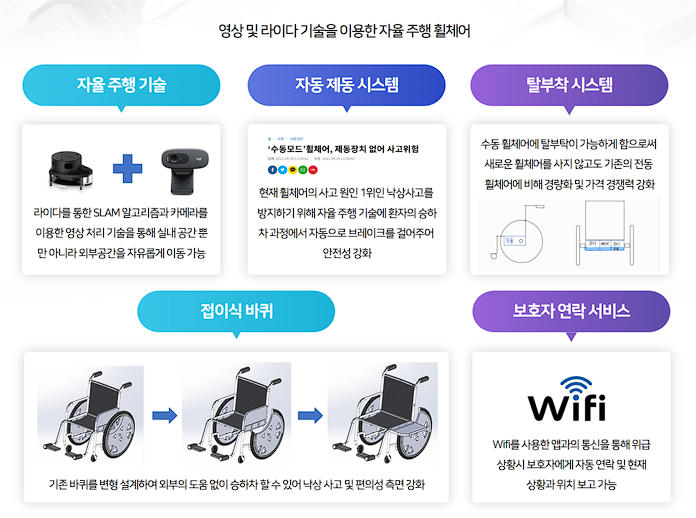 영상 및 라이다 기술을 이용한 자율 주행 휠체어
자율 주행 기술
라이다를 통한 SLAM 알고리즘과 카메라를
이용한 영상 처리 기술을 통해 실내 공간 뿐
만 아니라 외부공간을 자유롭게 이동 가능
자동 제동 시스템
'수동모드'휠체어, 제동장치 없어 사고위험
현재 휠체어의 사고 원인 1위인 낙상사고를
방지하기 위해 자율 주행 기술에 환자의 승하
차 과정에서 자동으로 브레이크를 걸어주어
안전성 강화
탈부착 시스템
수동 휠체어에 탈부탁이 가능하게 함으로써
새로운 휠체어를 사지 않고도 기존의 전동
휠체어에 비해 경량화 및 가격 경쟁력 강화
접이식 바퀴
기존 바퀴를 변형 설계하여 외부의 도움 없이 승하차 할 수 있어 낙상 사고 및 편의성 측면 강화
보호자 연락 서비스
Wifi
Wifi를 사용한 앱과의 통신을 통해 위급
상황시 보호자에게 자동 연락 및 현재
상황과 위치 보고 가능